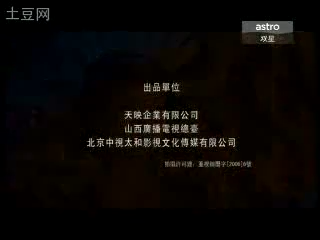 土豆网
astro
双星
出品單位
天映企業有限公司
山西廣播電視總臺
北京中視太和影視文化傳媒有限公司